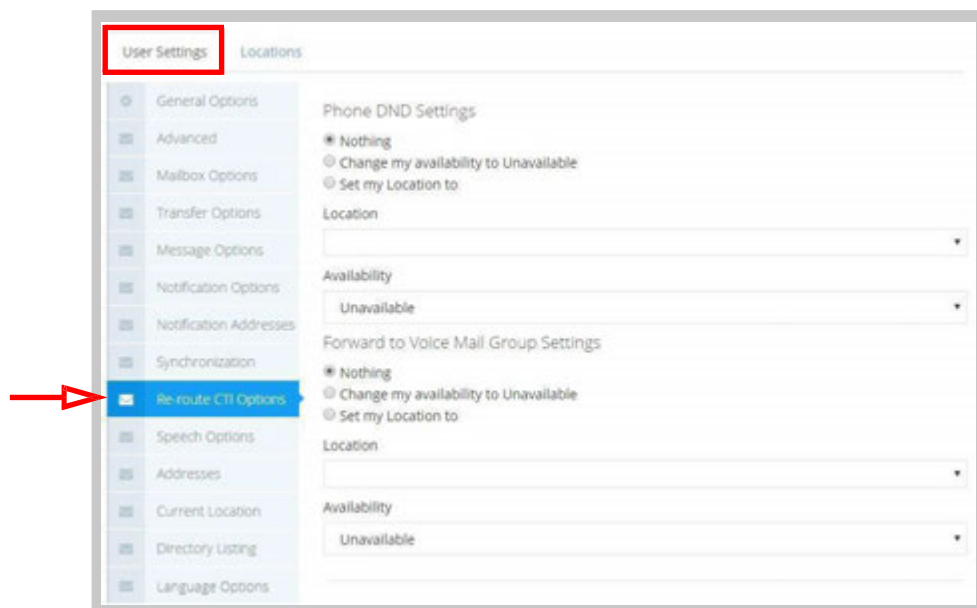 User Settings
Locations
General Options
Advanced
Mailbox Options
Transfer Options
Message Options
Notification Options
Notification Addresses
Synchronization
Re-route CTI Options
Speech Options
Addresses
Current Location
Directory Listing
Language Options
Phone DND Settings
Nothing
Change my availability to Unavailable
Set my Location to
Location
Availability
Unavailable
Forward to Voice Mail Group Settings
Nothing
Change my availability to Unavailable
Set my Location to
Location
Availability
Unavailable